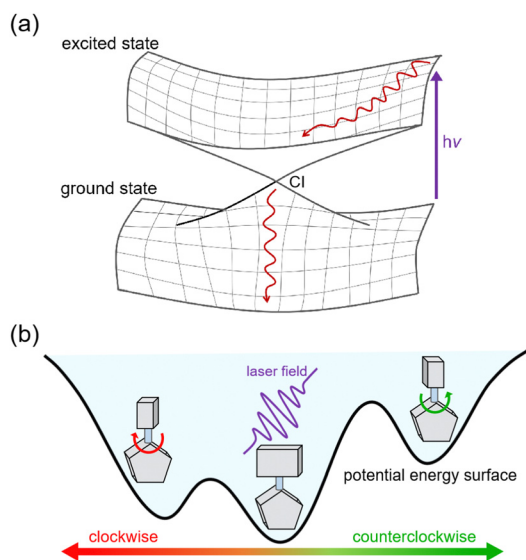 (a)
excited state
hν
CI
ground state
(b)
laser field
potential energy surface
clockwise
counterclockwise